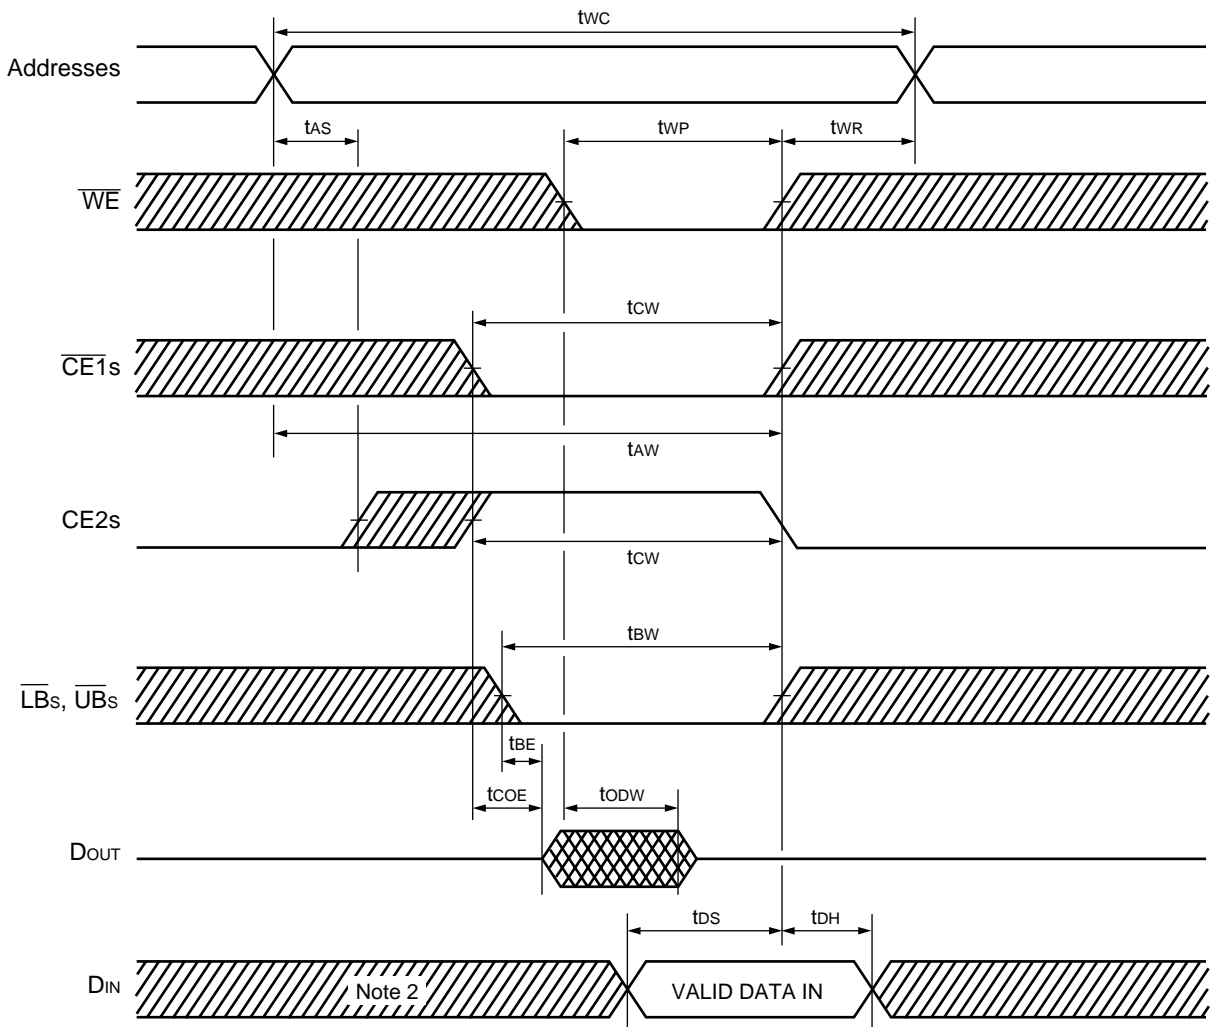 tWC
Addresses
tAS
tWP
tWR
WE
tCW
CE1s
tAW
CE2s
tCW
tBW
LBs, UBs
tBE
tCOE
tODW
DOUT
tDS
tDH
DIN
Note 2
VALID DATA IN